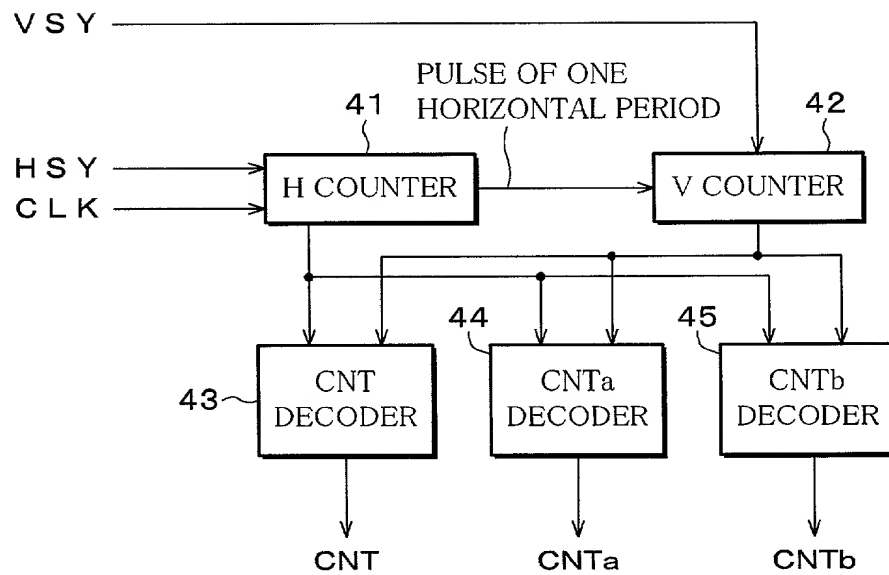 VSY
PULSE OF ONE
HORIZONTAL PERIOD
41
42
HSY
CLK
H COUNTER
V COUNTER
44
45
43
CNT
DECODER
CNTa
DECODER
CNTb
DECODER
CNT
CNTa
CNTb